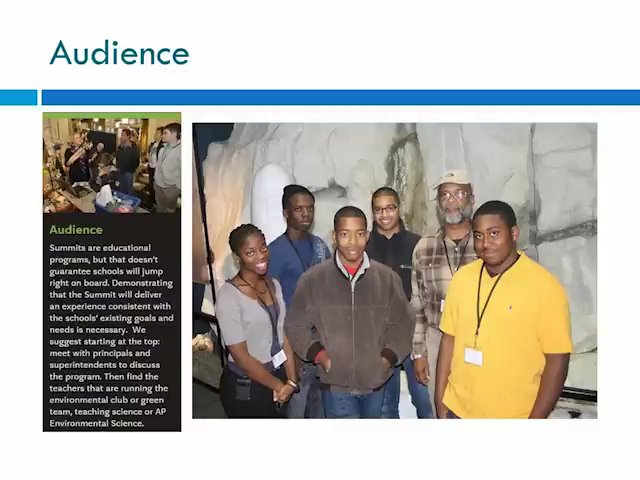 Audience
Audience
Summits are educational
programs, but that doesn't
guarantee schools will jump
right on board. Demonstrating
that the Summit will deliver
an experience consistent with
the schools' existing goals and
needs is necessary. We
suggest starting at the top:
meet with principals and
superintendents to discuss
the program. Then find the
teachers that are running the
environmental club or green
team, teaching science or AP
Environmental Science.